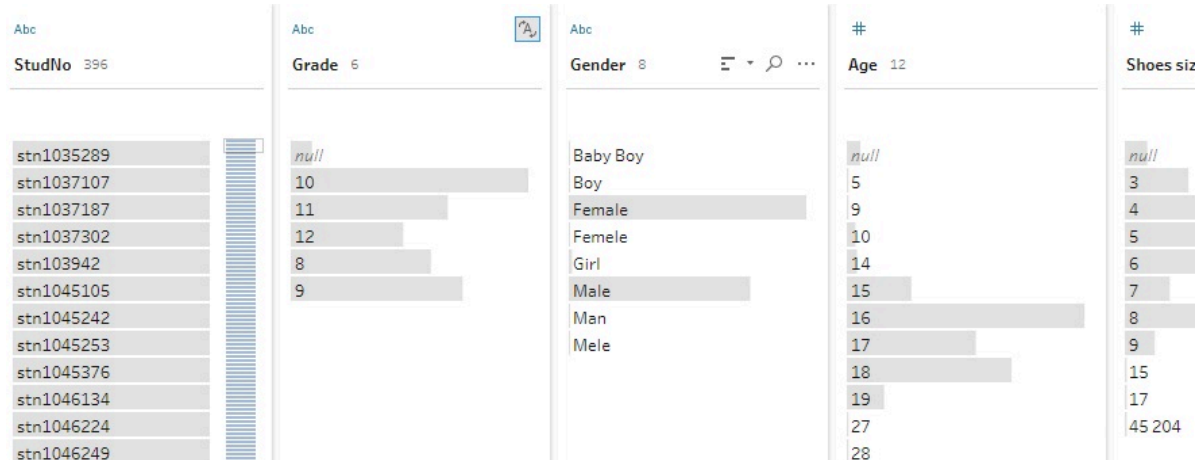 Abc
StudNo 396
stn1035289
stn1037107
stn1037187
stn1037302
stn103942
stn1045105
stn1045242
stn1045253
stn1045376
stn1046134
stn1046224
stn1046249
Abc
Grade 6
null
10
11
12
8
9
Abc
Gender 8
Baby Boy
Boy
Female
Femele
Girl
Male
Man
Mele
#
Age 12
null
5
9
10
14
15
16
17
18
19
27
28
#
Shoes siz
null
3
4
5
6
7
8
9
15
17
45 204